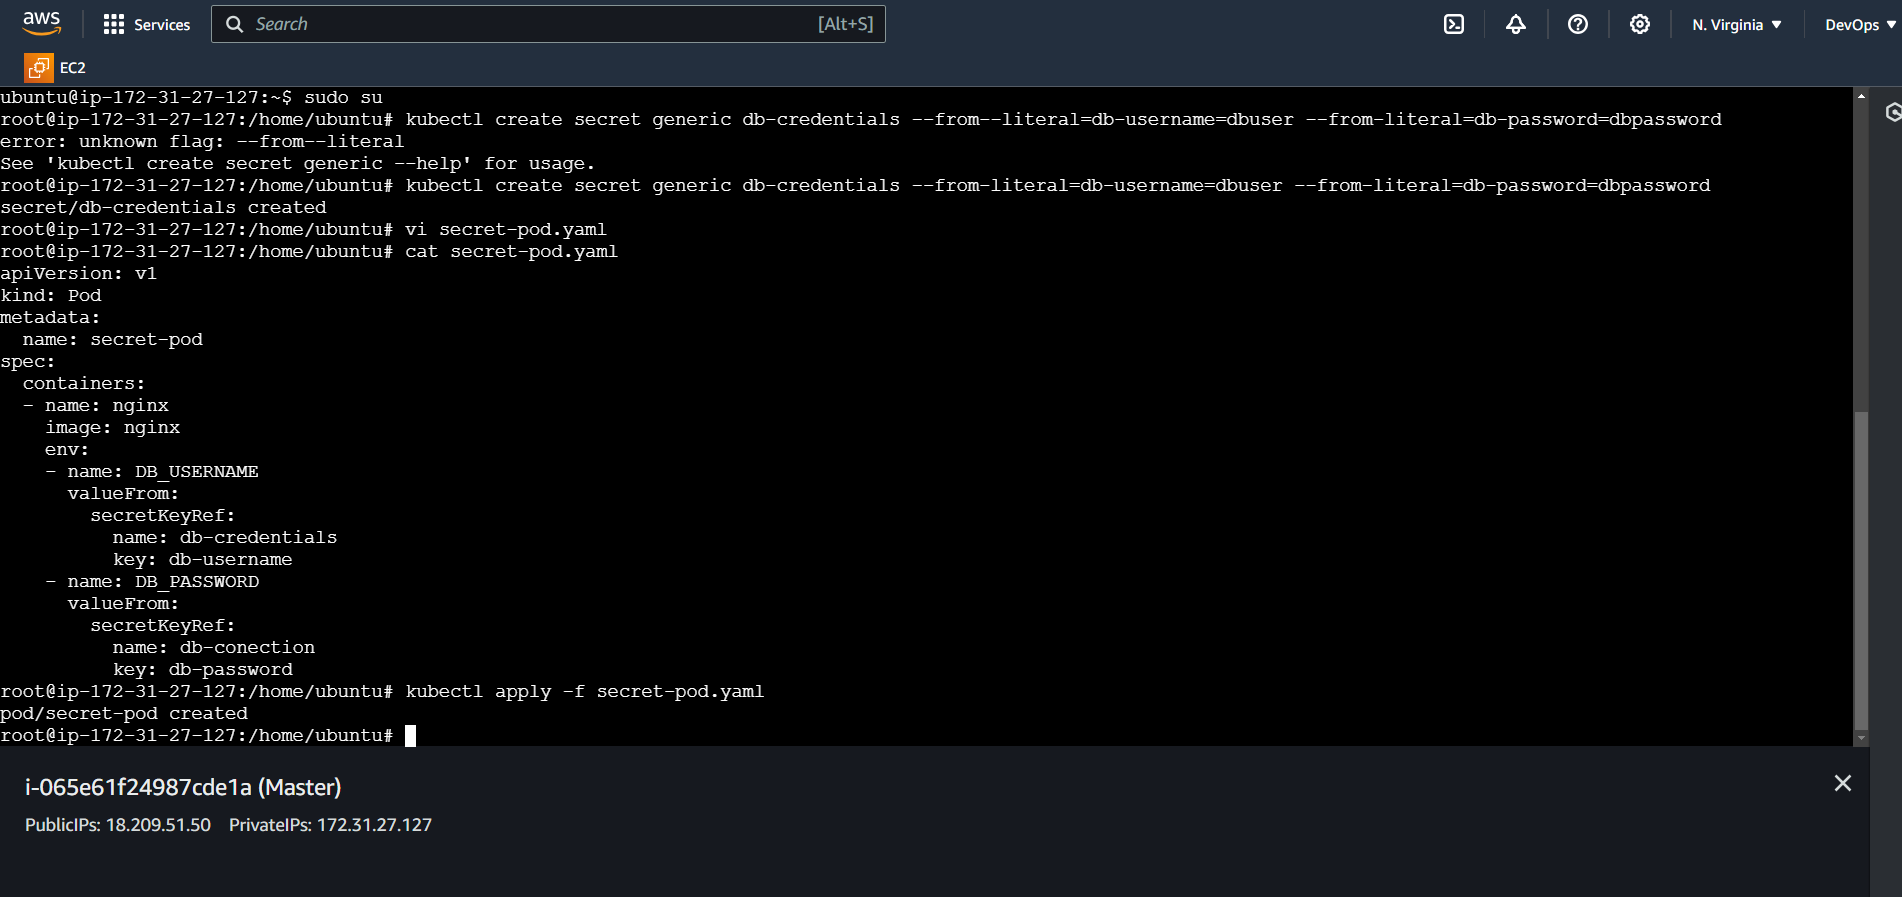 aws
Services
Search
[Alt+S]
N. Virginia
DevOps
EC2
ubuntu@ip-172-31-27-127:~$ sudo su
root@ip-172-31-27-127:/home/ubuntu# kubectl create secret generic db-credentials --from--literal=db-username=dbuser --from-literal=db-password=dbpassword
error: unknown flag: --from--literal
See 'kubectl create secret generic --help' for usage.
root@ip-172-31-27-127:/home/ubuntu# kubectl create secret generic db-credentials --from-literal=db-username=dbuser --from-literal=db-password=dbpassword
secret/db-credentials created
root@ip-172-31-27-127:/home/ubuntu# vi secret-pod.yaml
root@ip-172-31-27-127:/home/ubuntu# cat secret-pod.yaml
apiVersion: v1
kind: Pod
metadata:
  name: secret-pod
spec:
  containers:
  - name: nginx
    image: nginx
    env:
    - name: DB_USERNAME
      valueFrom:
        secretKeyRef:
          name: db-credentials
          key: db-username
    - name: DB_PASSWORD
      valueFrom:
        secretKeyRef:
          name: db-conection
          key: db-password
root@ip-172-31-27-127:/home/ubuntu# kubectl apply -f secret-pod.yaml
pod/secret-pod created
root@ip-172-31-27-127:/home/ubuntu#
i-065e61f24987cde1a (Master)
PublicIPs: 18.209.51.50 PrivateIPs: 172.31.27.127